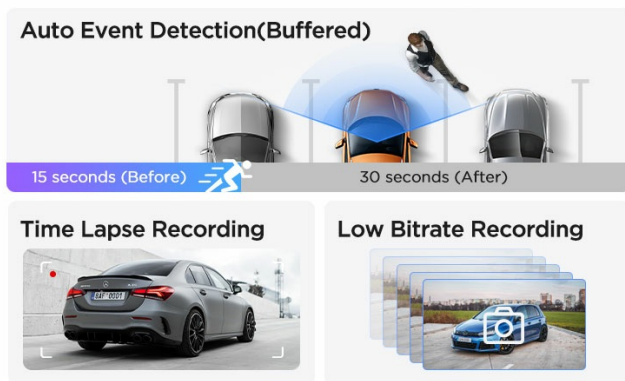 Auto Event Detection(Buffered)
15 seconds (Before)
30 seconds (After)
Time Lapse Recording
Low Bitrate Recording